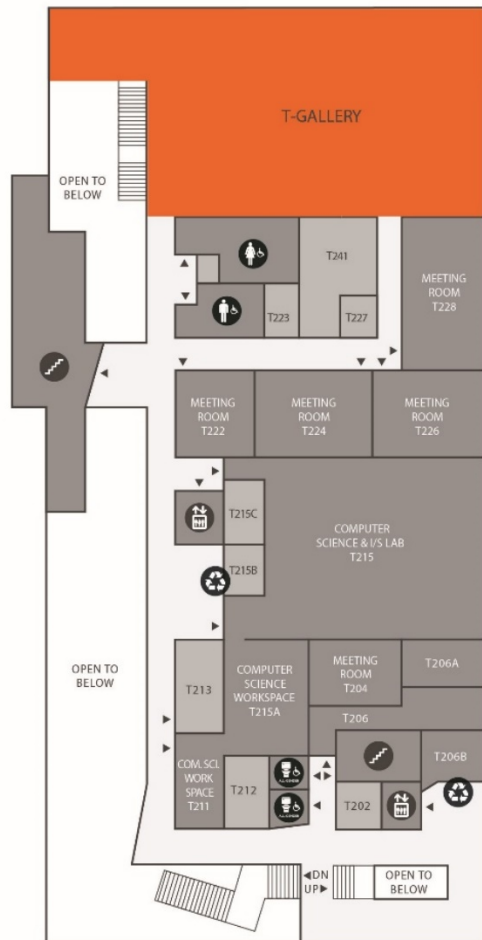 T-GALLERY
OPEN TO
BELOW
T241
MEETING
ROOM
T228
T223
T227
MEETING
ROOM
T222
MEETING
ROOM
T224
MEETING
ROOM
T226
T215C
COMPUTER
SCIENCE & I/S LAB
T215
T215B
OPEN TO
BELOW
T213
COMPUTER
SCIENCE
WORKSPACE
T215A
MEETING
ROOM
T204
T206A
T206
T206B
COM. SCI.
WORK
SPACE
T211
T212
T202
DN
UP
OPEN TO
BELOW